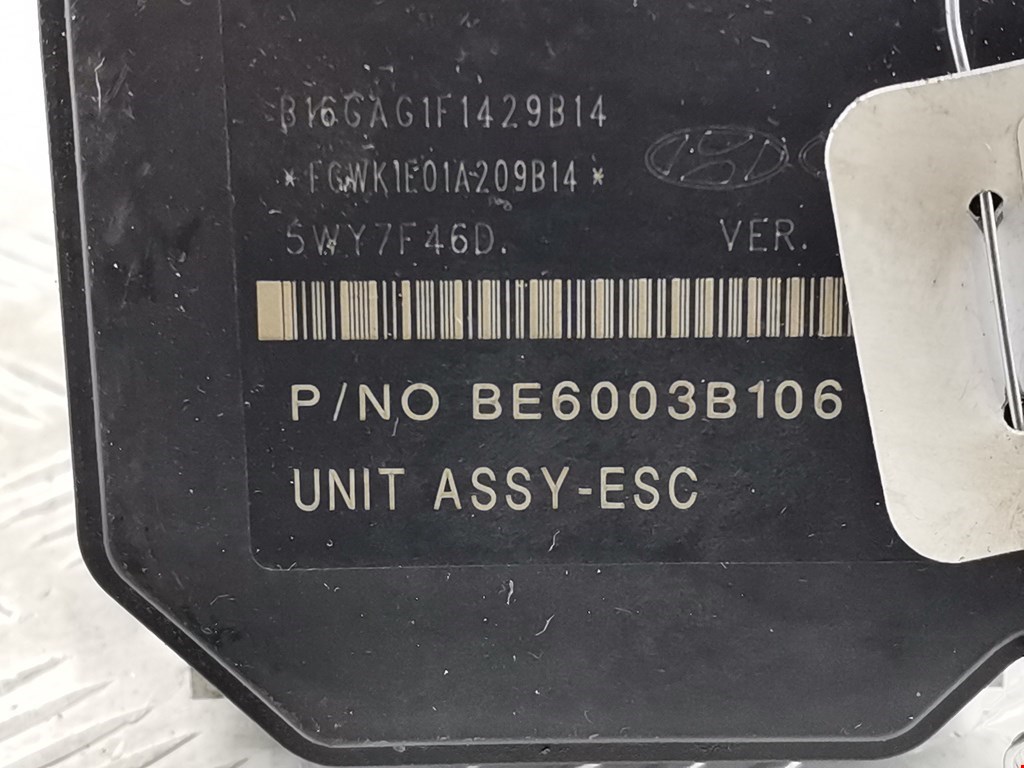 B16GAG1F1429B14
*FGWK1E01A209B14*
5WY7F46D. VER.
P/NO BE6003B106
UNIT ASSY-ESC